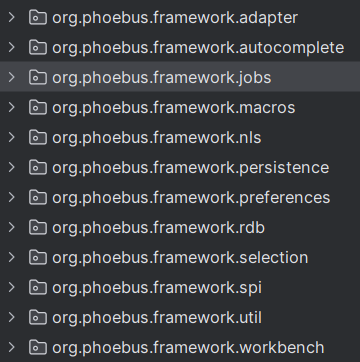 org.phoebus.framework.adapter
org.phoebus.framework.autocomplete
org.phoebus.framework.jobs
org.phoebus.framework.macros
org.phoebus.framework.nls
org.phoebus.framework.persistence
org.phoebus.framework.preferences
org.phoebus.framework.rdb
org.phoebus.framework.selection
org.phoebus.framework.spi
org.phoebus.framework.util
org.phoebus.framework.workbench